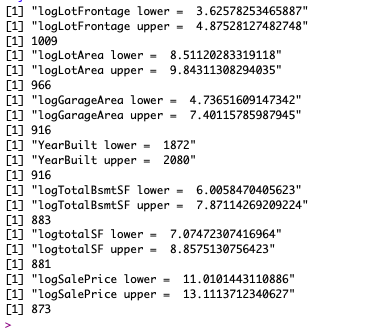 [1] "logLotFrontage lower =  3.62578253465887"
[1] "logLotFrontage upper =  4.87528127482748"
[1] 1009
[1] "logLotArea lower =  8.51120283319118"
[1] "logLotArea upper =  9.84311308294035"
[1] 966
[1] "logGarageArea lower =  4.73651609147342"
[1] "logGarageArea upper =  7.40115785987945"
[1] 916
[1] "YearBuilt lower =  1872"
[1] "YearBuilt upper =  2080"
[1] 916
[1] "logTotalBsmtSF lower =  6.0058470405623"
[1] "logTotalBsmtSF upper =  7.87114269209224"
[1] 883
[1] "logtotalSF lower =  7.07472307416964"
[1] "logtotalSF upper =  8.8575130756423"
[1] 881
[1] "logSalePrice lower =  11.0101443110886"
[1] "logSalePrice upper =  13.1113712340627"
[1] 873
>